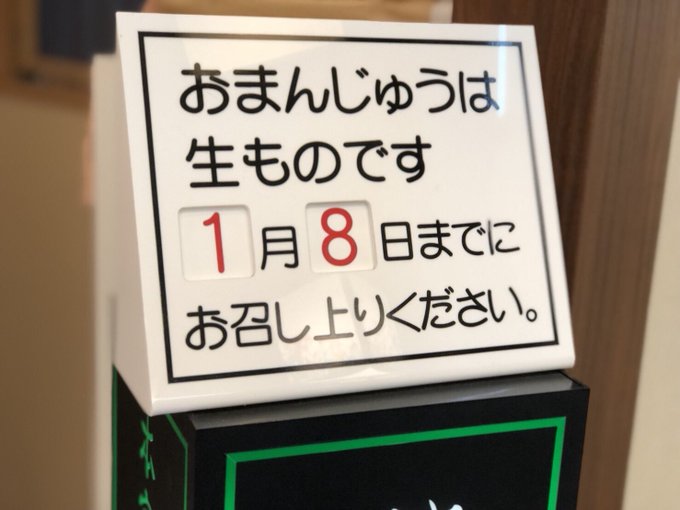 おまんじゅうは
生ものです
1月8日までに
お召し上りください。